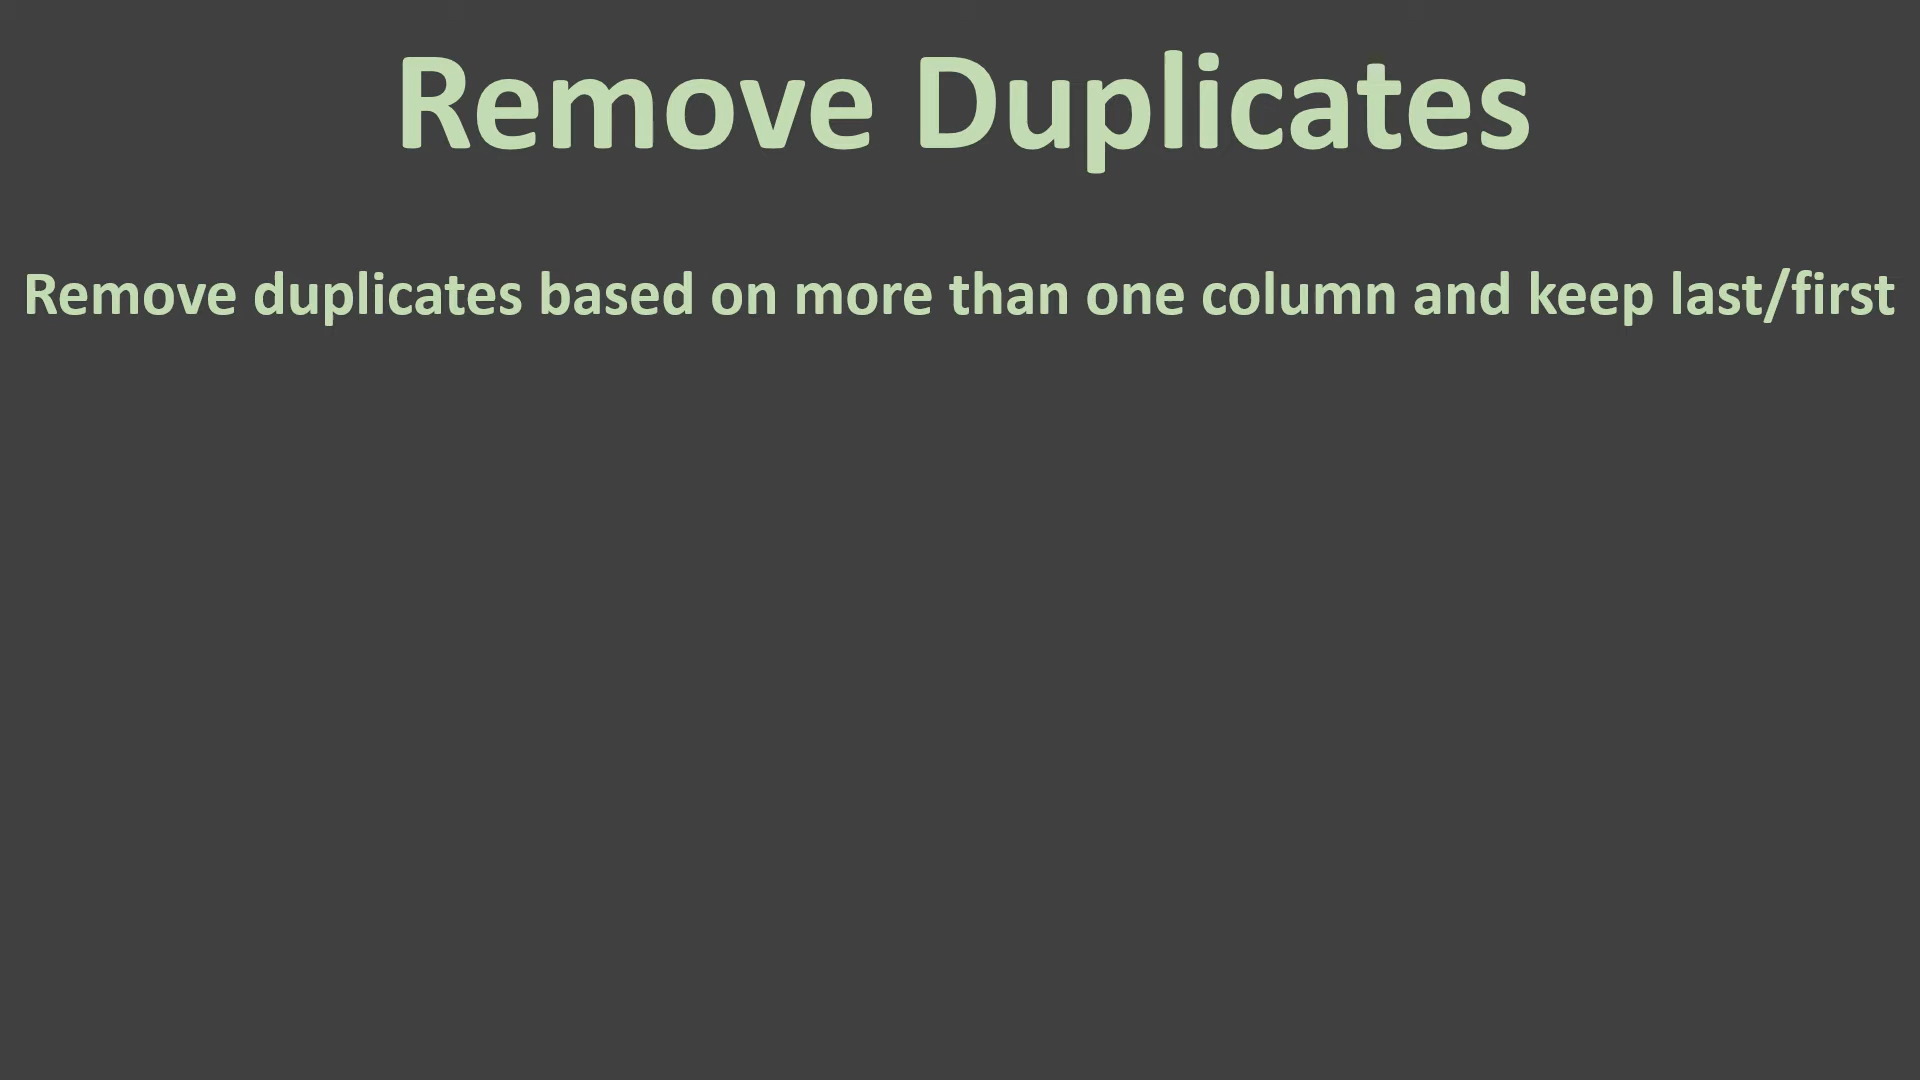 Remove Duplicates
Remove duplicates based on more than one column and keep last/first